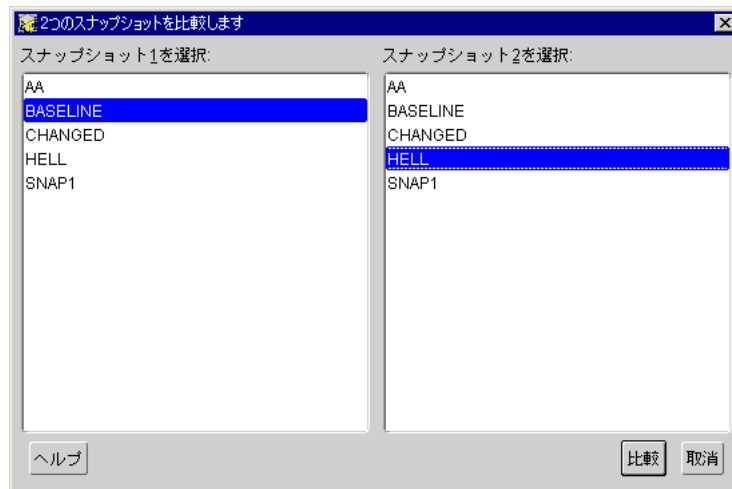 2つのスナップショットを比較します
スナップショット1を選択:
AA
BASELINE
CHANGED
HELL
SNAP1
スナップショット2を選択:
AA
BASELINE
CHANGED
HELL
SNAP1
ヘルプ
比較
取消